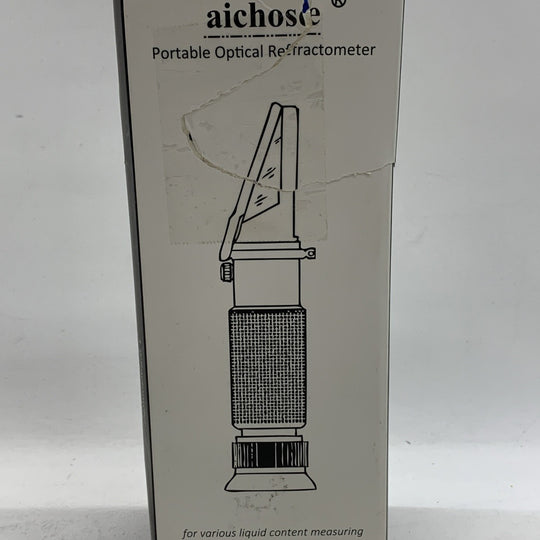 aichose ®
Portable Optical Refractometer
for various liquid content measuring